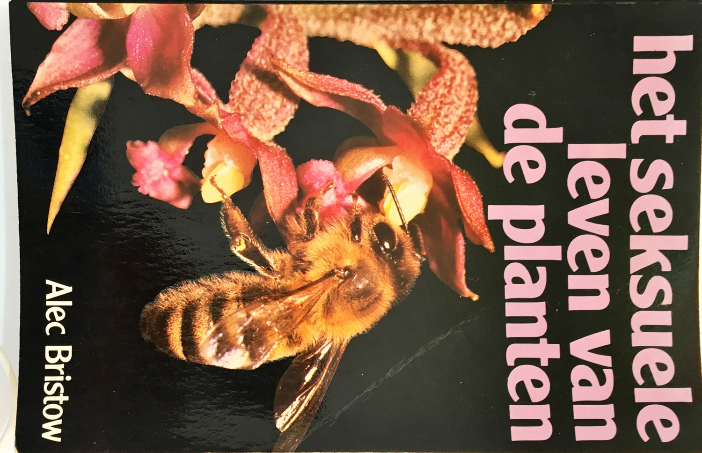 het seksuele
leven van
de planten
Alec Bristow